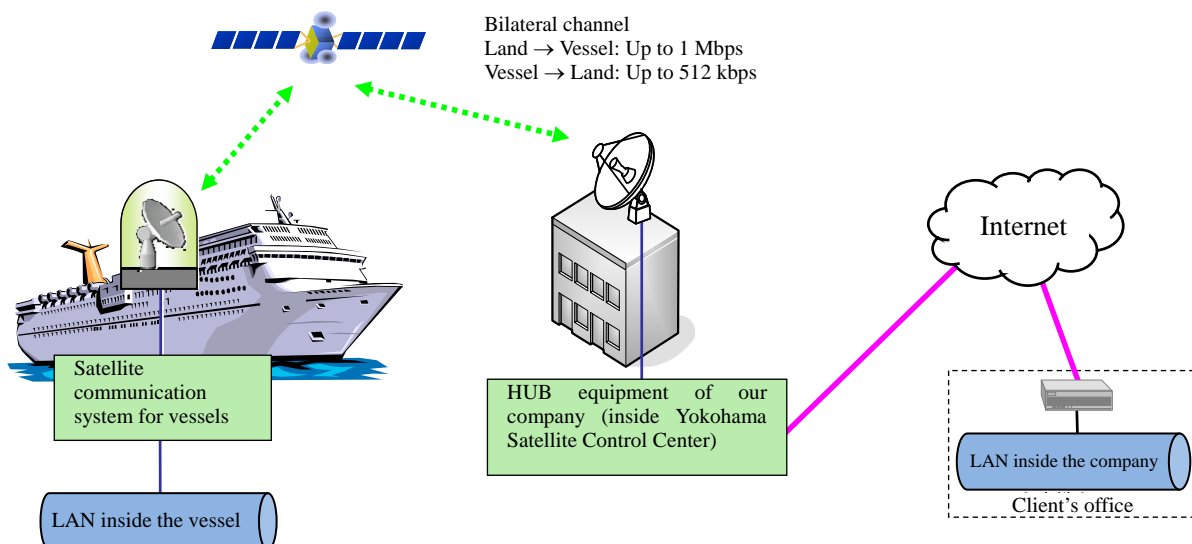 Bilateral channel
Land → Vessel: Up to 1 Mbps
Vessel → Land: Up to 512 kbps
Internet
Satellite
communication
system for vessels
HUB equipment of our
company (inside Yokohama
Satellite Control Center)
LAN inside the company
Client's office
LAN inside the vessel